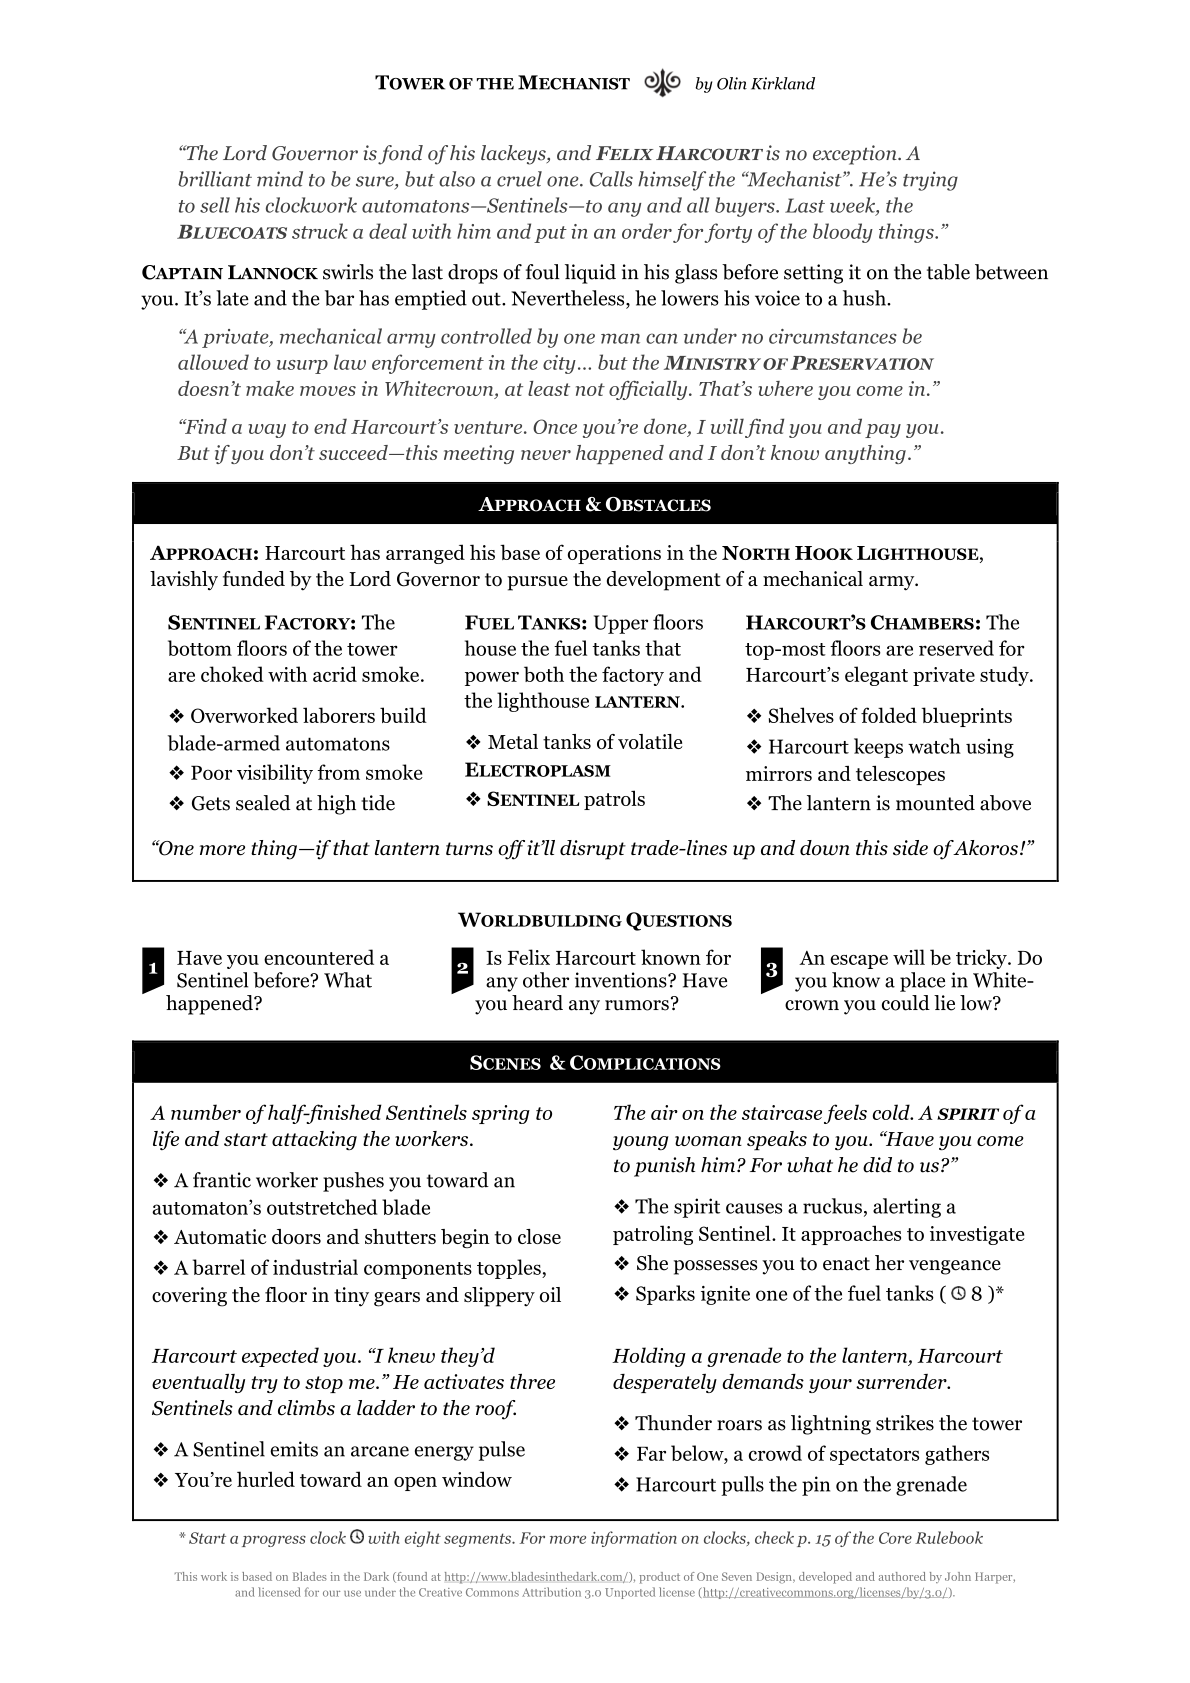 TOWER OF THE MECHANIST by Olin Kirkland
“The Lord Governor is fond of his lackeys, and FELIX HARCOURT is no exception. A
brilliant mind to be sure, but also a cruel one. Calls himself the “Mechanist”. He’s trying
to sell his clockwork automatons—Sentinels—to any and all buyers. Last week, the
BLUECOATS struck a deal with him and put in an order for forty of the bloody things.”
CAPTAIN LANNOCK swirls the last drops of foul liquid in his glass before setting it on the table between
you. It’s late and the bar has emptied out. Nevertheless, he lowers his voice to a hush.
“A private, mechanical army controlled by one man can under no circumstances be
allowed to usurp law enforcement in the city... but the MINISTRY OF PRESERVATION
doesn’t make moves in Whitecrown, at least not officially. That’s where you come in.”
“Find a way to end Harcourt’s venture. Once you’re done, I will find you and pay you.
But if you don’t succeed—this meeting never happened and I don’t know anything.”
APPROACH & OBSTACLES
APPROACH: Harcourt has arranged his base of operations in the NORTH HOOK LIGHTHOUSE,
lavishly funded by the Lord Governor to pursue the development of a mechanical army.
SENTINEL FACTORY: The
bottom floors of the tower
are choked with acrid smoke.
❖ Overworked laborers build
blade-armed automatons
❖ Poor visibility from smoke
❖ Gets sealed at high tide
FUEL TANKS: Upper floors
house the fuel tanks that
power both the factory and
the lighthouse LANTERN.
❖ Metal tanks of volatile
ELECTROPLASM
❖ SENTINEL patrols
HARCOURT’S CHAMBERS: The
top-most floors are reserved for
Harcourt’s elegant private study.
❖ Shelves of folded blueprints
❖ Harcourt keeps watch using
mirrors and telescopes
❖ The lantern is mounted above
“One more thing—if that lantern turns off it’ll disrupt trade-lines up and down this side of Akoros!”
WORLDBUILDING QUESTIONS
1 Have you encountered a
Sentinel before? What
happened?
2 Is Felix Harcourt known for
any other inventions? Have
you heard any rumors?
3 An escape will be tricky. Do
you know a place in White-
crown you could lie low?
SCENES & COMPLICATIONS
A number of half-finished Sentinels spring to
life and start attacking the workers.
❖ A frantic worker pushes you toward an
automaton’s outstretched blade
❖ Automatic doors and shutters begin to close
❖ A barrel of industrial components topples,
covering the floor in tiny gears and slippery oil
The air on the staircase feels cold. A SPIRIT of a
young woman speaks to you. “Have you come
to punish him? For what he did to us?”
❖ The spirit causes a ruckus, alerting a
patroling Sentinel. It approaches to investigate
❖ She possesses you to enact her vengeance
❖ Sparks ignite one of the fuel tanks ( 8 )*
Harcourt expected you. “I knew they’d
eventually try to stop me.” He activates three
Sentinels and climbs a ladder to the roof.
❖ A Sentinel emits an arcane energy pulse
❖ You’re hurled toward an open window
Holding a grenade to the lantern, Harcourt
desperately demands your surrender.
❖ Thunder roars as lightning strikes the tower
❖ Far below, a crowd of spectators gathers
❖ Harcourt pulls the pin on the grenade
* Start a progress clock with eight segments. For more information on clocks, check p. 15 of the Core Rulebook
This work is based on Blades in the Dark (found at http://www.bladesinthedark.com/), product of One Seven Design, developed and authored by John Harper,
and licensed for our use under the Creative Commons Attribution 3.0 Unported license (http://creativecommons.org/licenses/by/3.0/).